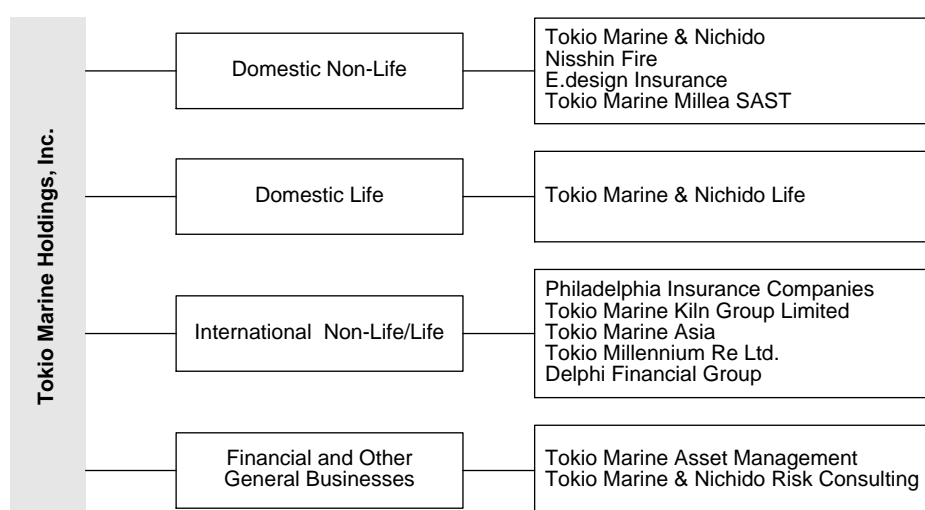 Tokio Marine Holdings, Inc.
Domestic Non-Life
Tokio Marine & Nichido
Nisshin Fire
E.design Insurance
Tokio Marine Millea SAST
Domestic Life
Tokio Marine & Nichido Life
International Non-Life/Life
Philadelphia Insurance Companies
Tokio Marine Kiln Group Limited
Tokio Marine Asia
Tokio Millennium Re Ltd.
Delphi Financial Group
Financial and Other
General Businesses
Tokio Marine Asset Management
Tokio Marine & Nichido Risk Consulting